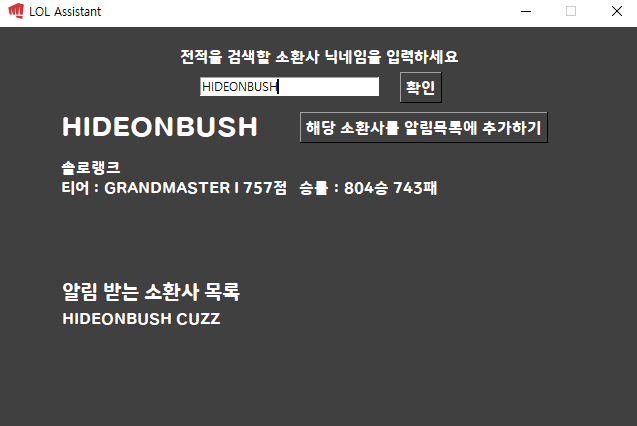 LOL Assistant
전적을 검색할 소환사 닉네임을 입력하세요
HIDEONBUSH 확인
HIDEONBUSH 해당 소환사를 알림목록에 추가하기
솔로랭크
티어 : GRANDMASTER I 757점 승률 : 804승 743패
알림 받는 소환사 목록
HIDEONBUSH CUZZ